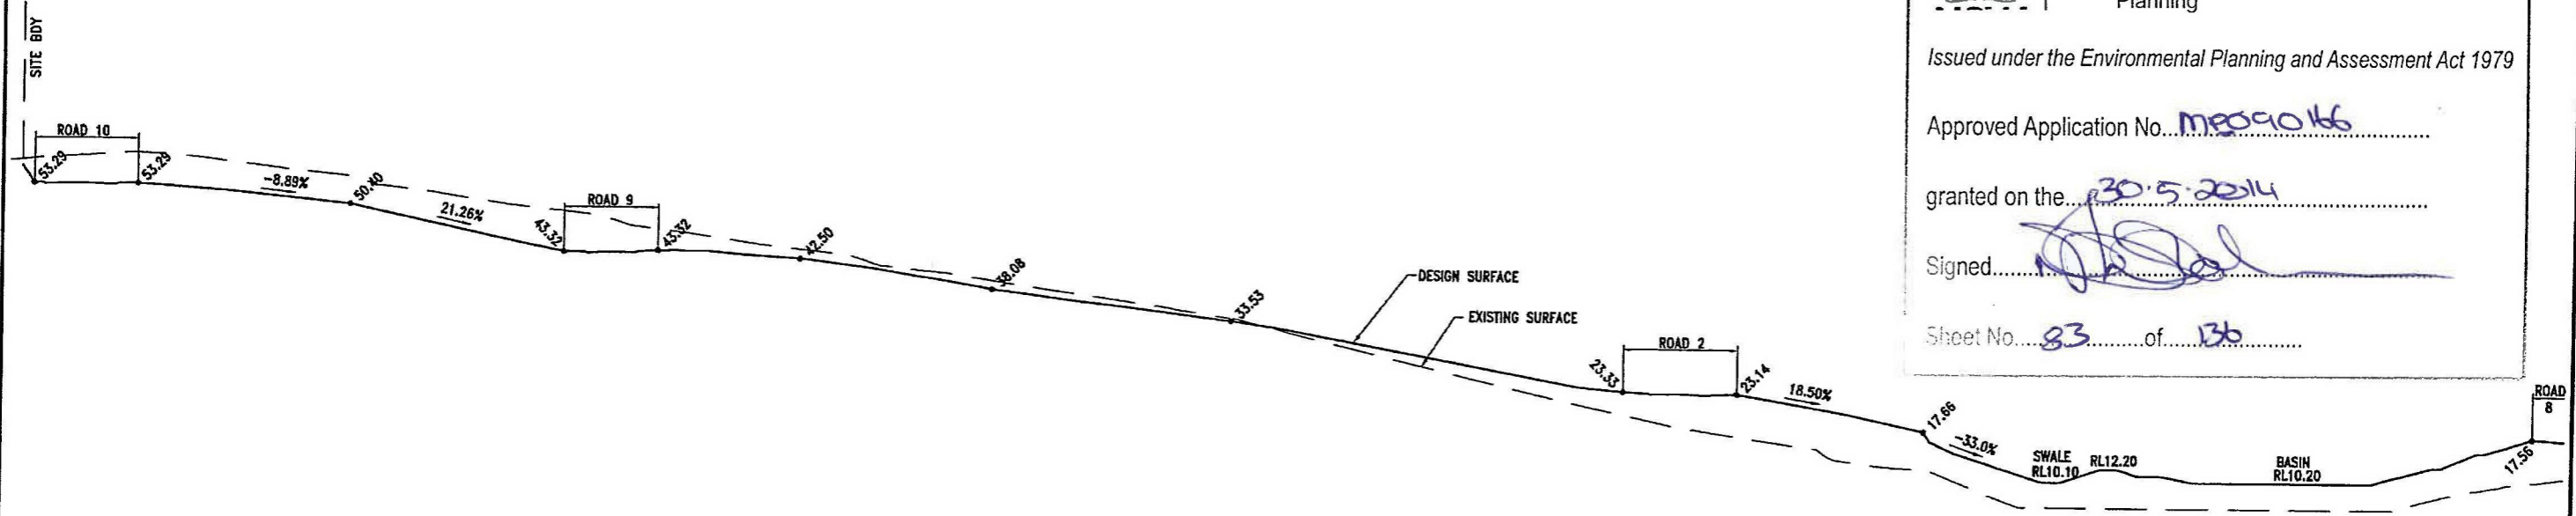 SITE BDY
ROAD 10
53.29
53.29
-8.89%
50.40
21.26%
43.32
ROAD 9
43.32
42.50
38.08
33.53
DESIGN SURFACE
EXISTING SURFACE
23.33
ROAD 2
23.14
18.50%
17.66
-33.0%
SWALE
RL10.10
RL12.20
BASIN
RL10.20
17.56
ROAD
8
Planning
Issued under the Environmental Planning and Assessment Act 1979
Approved Application No. MP090166
granted on the 30.5.2014
Signed
Sheet No. 83 of 136